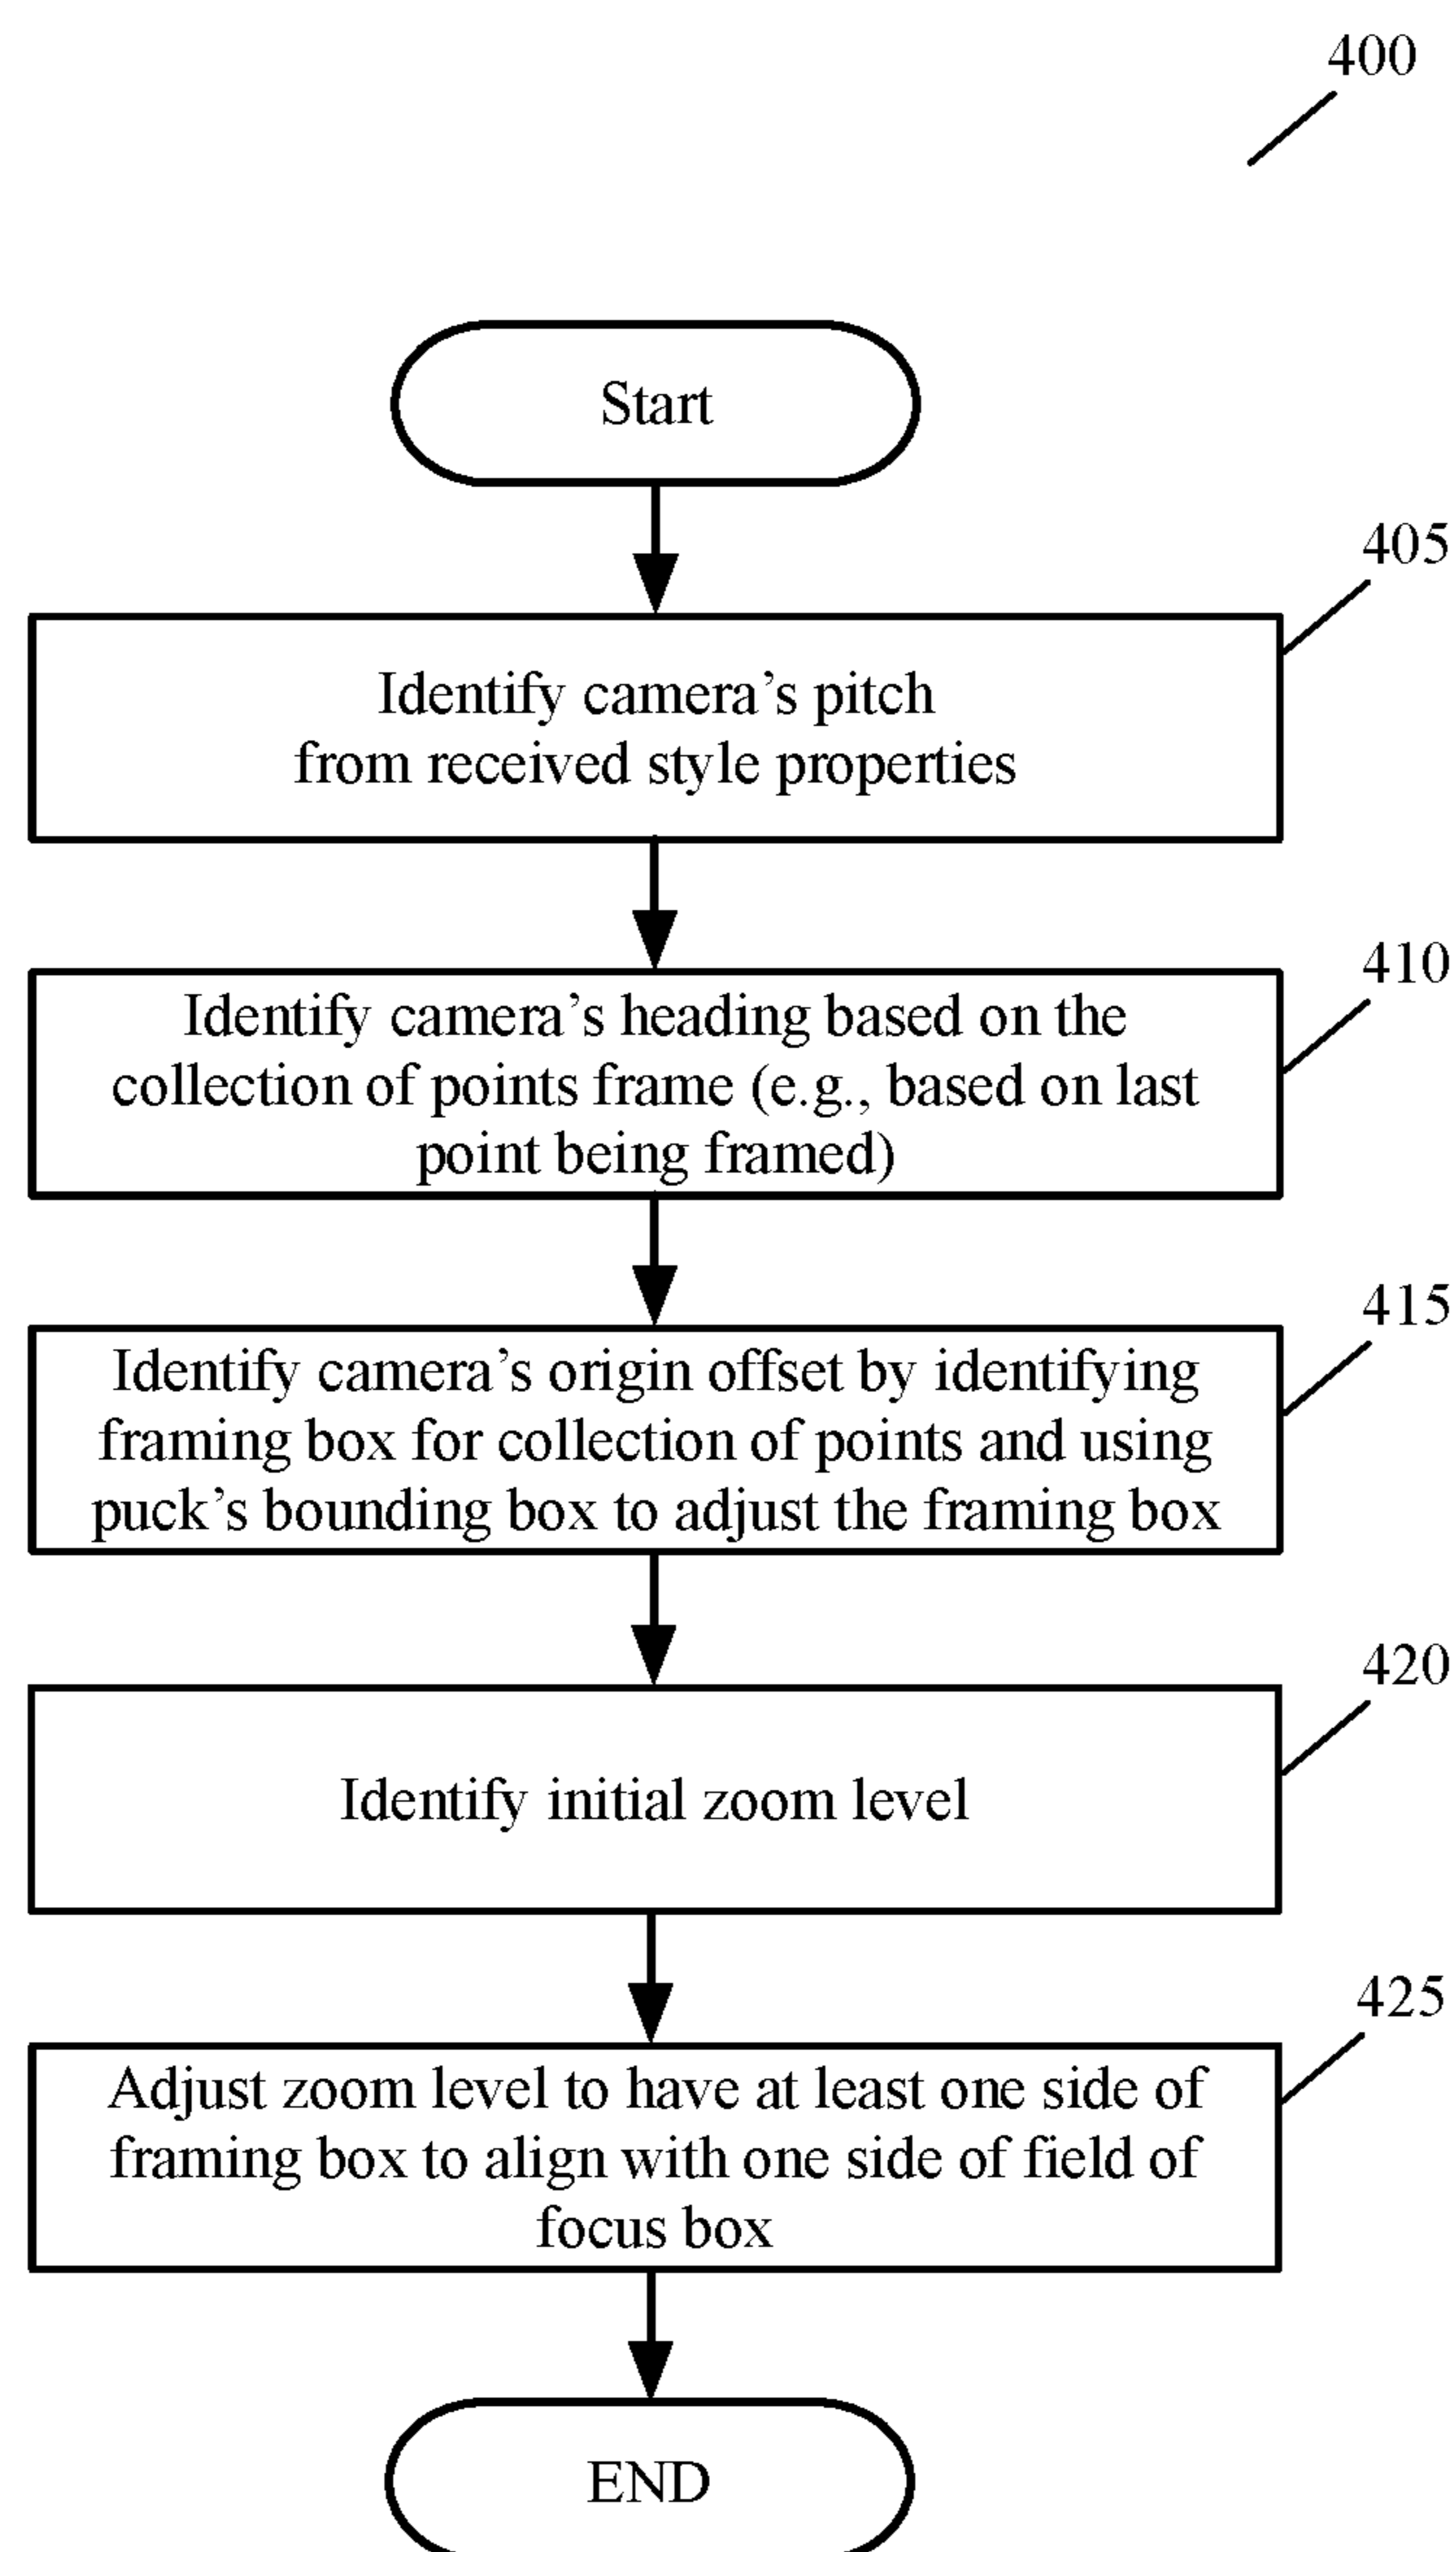 400
Start
405
Identify camera’s pitch
from received style properties
410
Identify camera’s heading based on the
collection of points frame (e.g., based on last
point being framed)
415
Identify camera’s origin offset by identifying
framing box for collection of points and using
puck’s bounding box to adjust the framing box
420
Identify initial zoom level
425
Adjust zoom level to have at least one side of
framing box to align with one side of field of
focus box
END